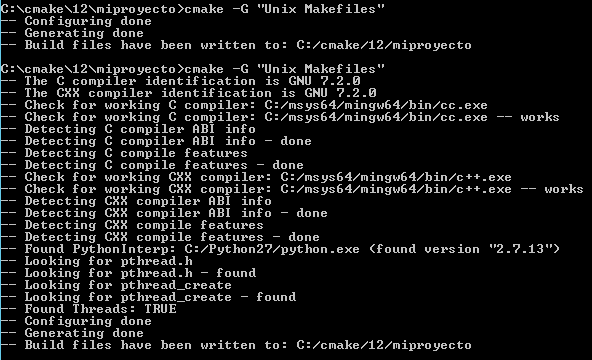 C:\cmake\12\miproyecto>cmake -G "Unix Makefiles"
-- Configuring done
-- Generating done
-- Build files have been written to: C:/cmake/12/miproyecto
C:\cmake\12\miproyecto>cmake -G "Unix Makefiles"
-- The C compiler identification is GNU 7.2.0
-- The CXX compiler identification is GNU 7.2.0
-- Check for working C compiler: C:/msys64/mingw64/bin/cc.exe
-- Check for working C compiler: C:/msys64/mingw64/bin/cc.exe -- works
-- Detecting C compiler ABI info
-- Detecting C compiler ABI info - done
-- Detecting C compile features
-- Detecting C compile features - done
-- Check for working CXX compiler: C:/msys64/mingw64/bin/c++.exe
-- Check for working CXX compiler: C:/msys64/mingw64/bin/c++.exe -- works
-- Detecting CXX compiler ABI info
-- Detecting CXX compiler ABI info - done
-- Detecting CXX compile features
-- Detecting CXX compile features - done
-- Found PythonInterp: C:/Python27/python.exe (found version "2.7.13")
-- Looking for pthread.h
-- Looking for pthread.h - found
-- Looking for pthread_create
-- Looking for pthread_create - found
-- Found Threads: TRUE
-- Configuring done
-- Generating done
-- Build files have been written to: C:/cmake/12/miproyecto